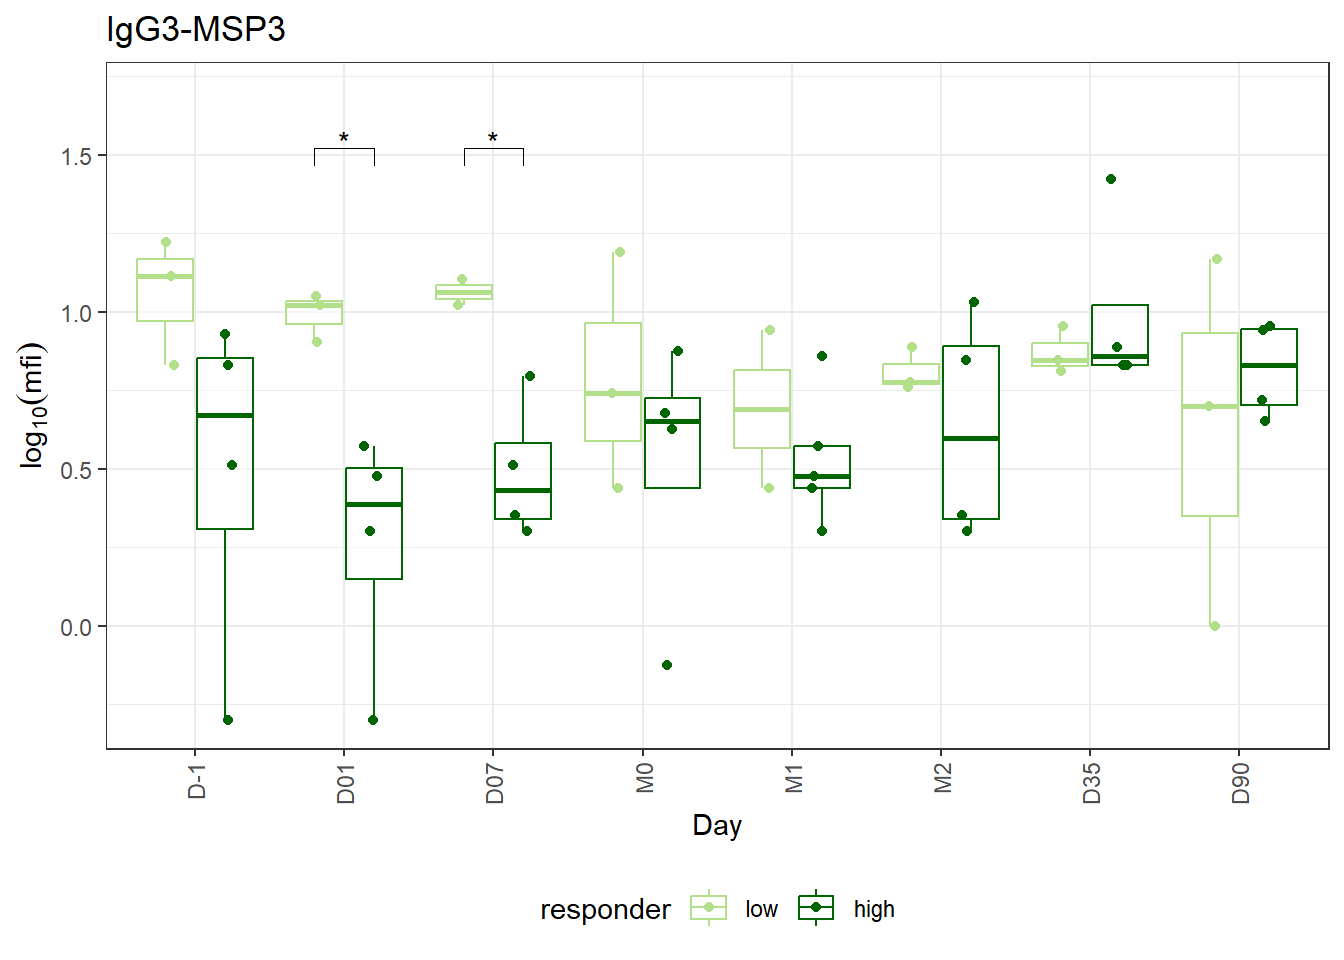 IgG3-MSP3
* *
1.5
1.0
0.5
0.0
log10(mfi)
D-1 D01 D07 M0 M1 M2 D35 D90
Day
responder low high